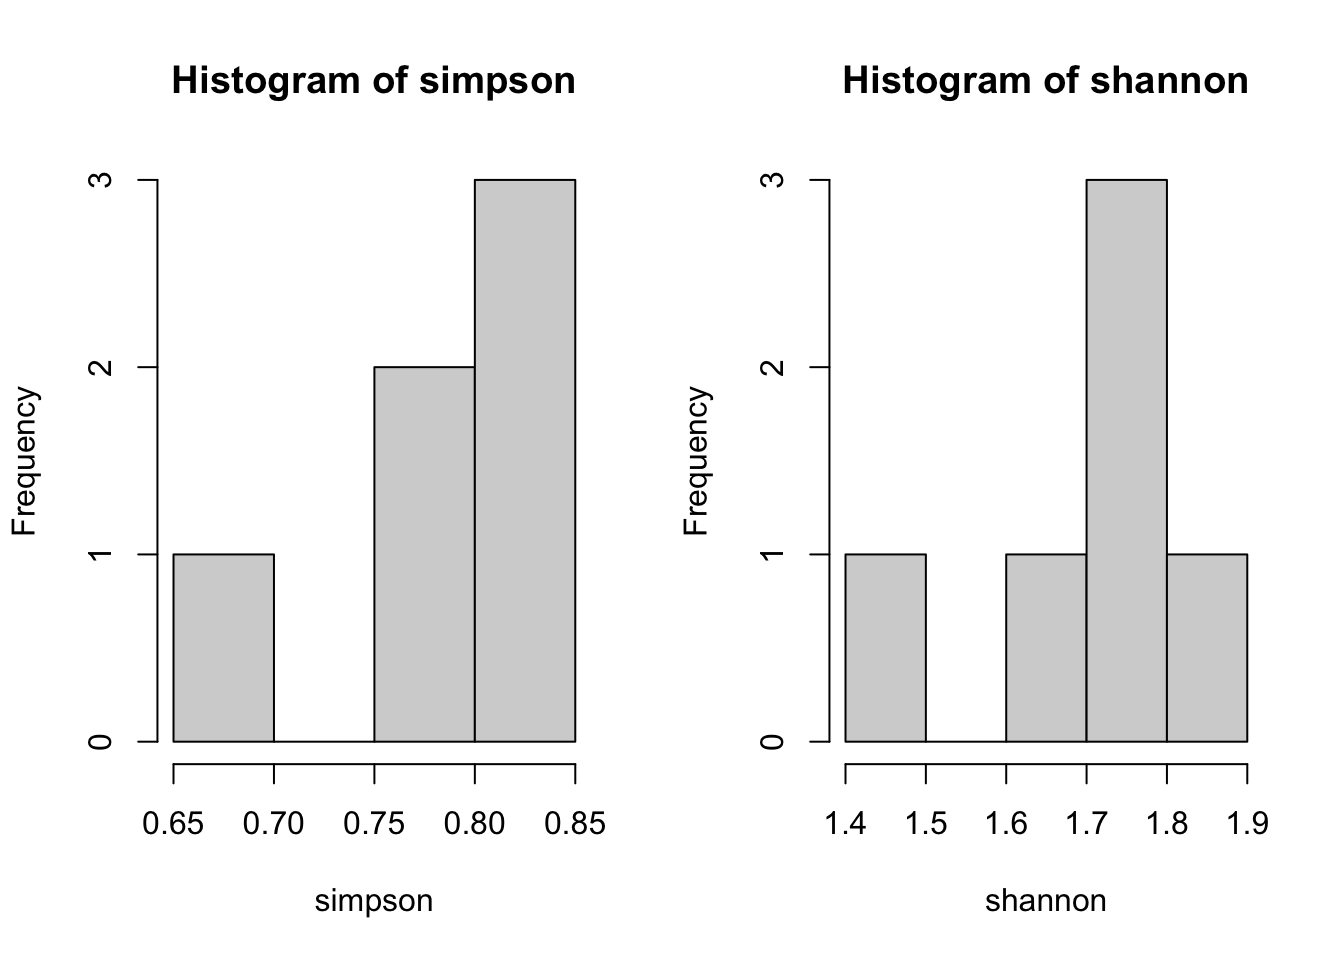 Histogram of simpson
Frequency
3
2
1
0
0.65 0.70 0.75 0.80 0.85
simpson
Histogram of shannon
Frequency
3
2
1
0
1.4 1.5 1.6 1.7 1.8 1.9
shannon